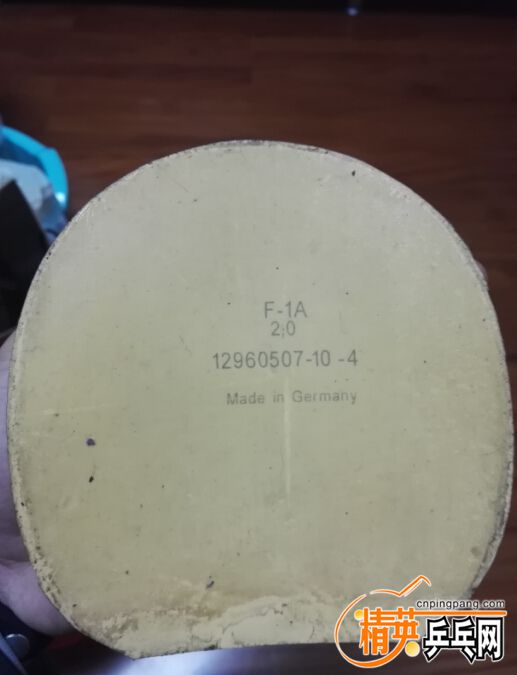 F-1A
2,0
12960507-10 -4
Made in Germany
cnpingpang.com
精英乒乓网